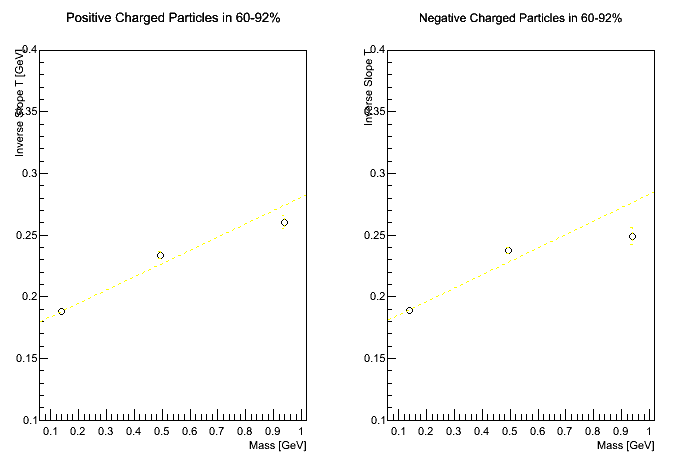 Positive Charged Particles in 60-92%
Inverse Slope T [GeV]
0.4
0.35
0.3
0.25
0.2
0.15
0.1
0.1 0.2 0.3 0.4 0.5 0.6 0.7 0.8 0.9 1
Mass [GeV]
Negative Charged Particles in 60-92%
Inverse Slope T
0.4
0.35
0.3
0.25
0.2
0.15
0.1
0.1 0.2 0.3 0.4 0.5 0.6 0.7 0.8 0.9 1
Mass [GeV]